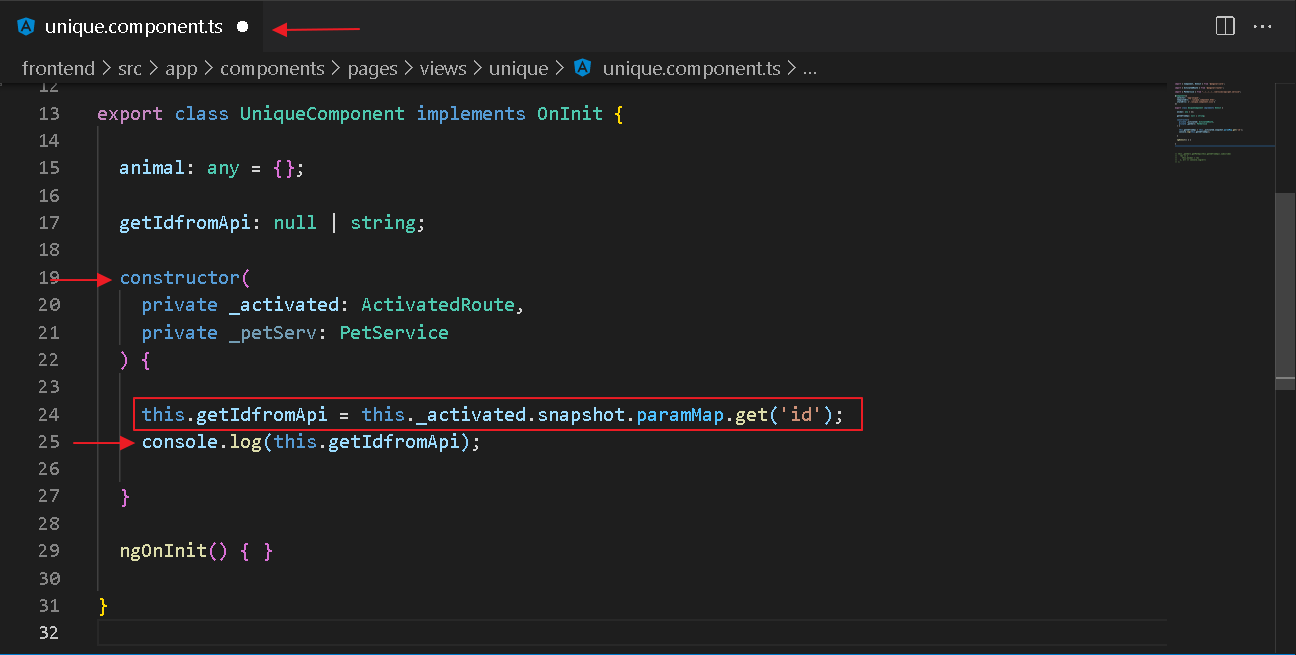 unique.component.ts
frontend > src > app > components > pages > views > unique > unique.component.ts > ...
12
13 export class UniqueComponent implements OnInit {
14
15 animal: any = {};
16
17 getIdfromApi: null | string;
18
19 constructor(
20 private _activated: ActivatedRoute,
21 private _petServ: PetService
22 ) {
23
24 this.getIdfromApi = this._activated.snapshot.paramMap.get('id');
25 console.log(this.getIdfromApi);
26
27 }
28
29 ngOnInit() { }
30
31 }
32